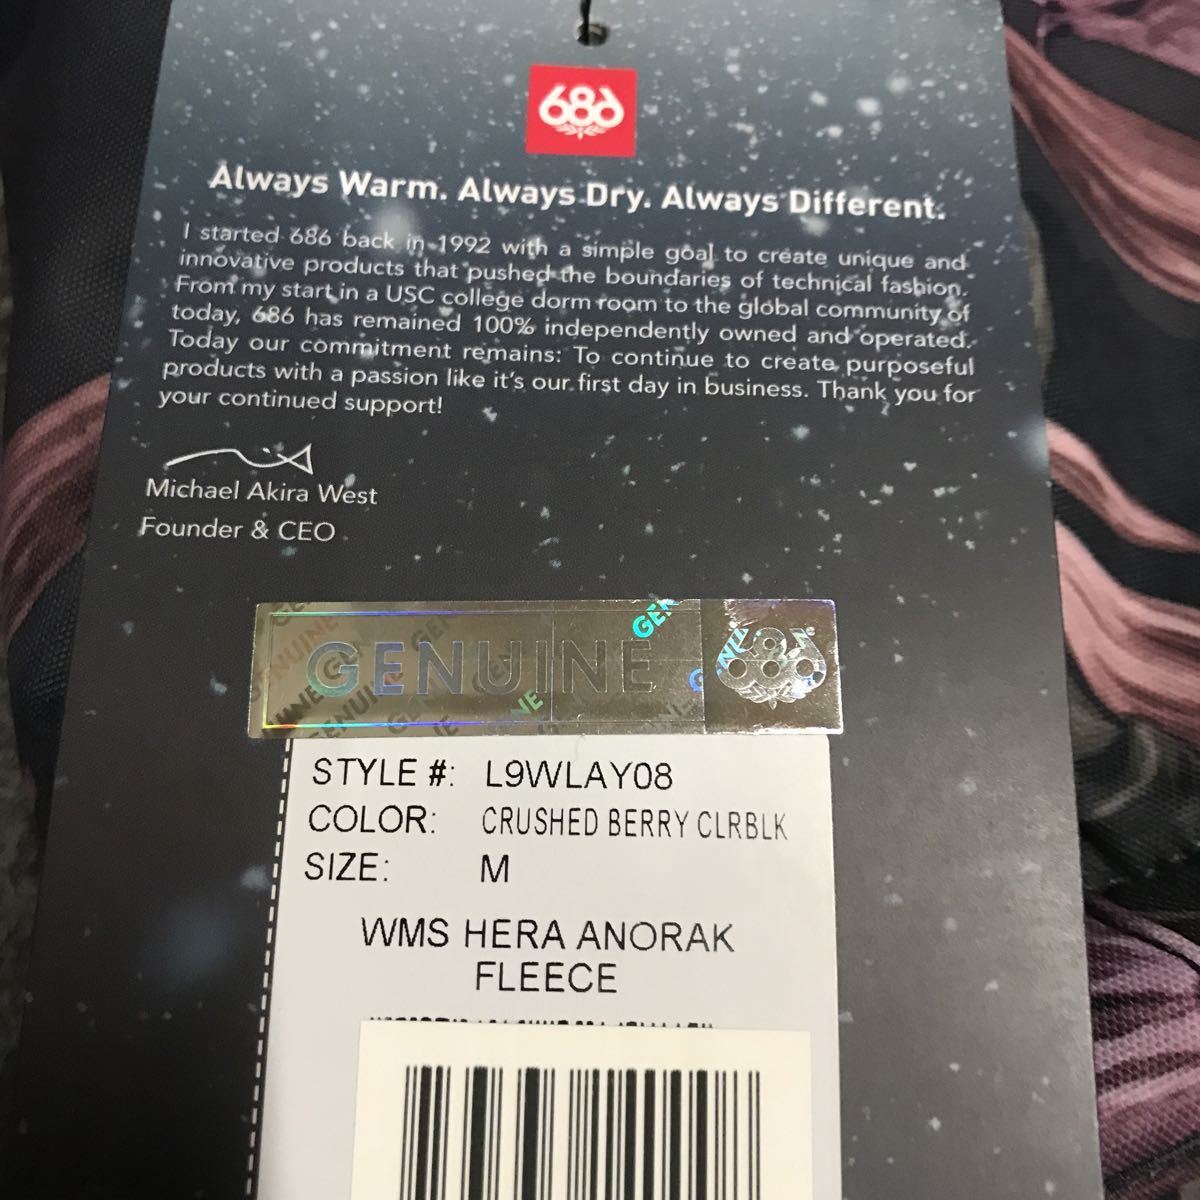 686
Always Warm. Always Dry. Always Different.
I started 686 back in 1992 with a simple goal to create unique and
innovative products that pushed the boundaries of technical fashion.
From my start in a USC college dorm room to the global community of
today, 686 has remained 100% independently owned and operated.
Today our commitment remains: To continue to create purposeful
products with a passion like it's our first day in business. Thank you for
your continued support!
Michael Akira West
Founder & CEO
GENUINE
STYLE #: L9WLAY08
COLOR: CRUSHED BERRY CLRBLK
SIZE: M
WMS HERA ANORAK
FLEECE